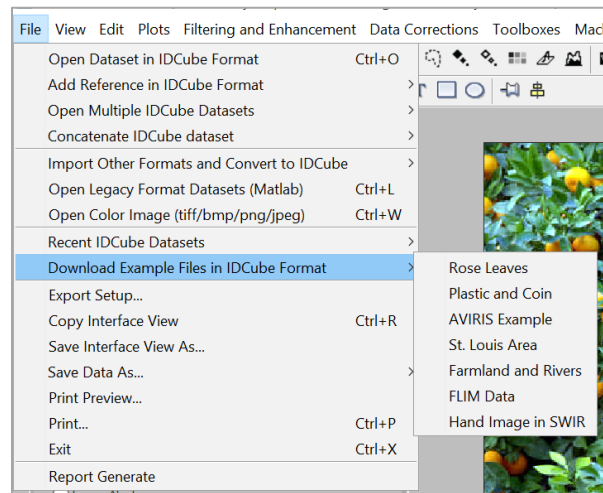 File View Edit Plots Filtering and Enhancement Data Corrections Toolboxes
Open Dataset in IDCube Format Ctrl+O
Add Reference in IDCube Format
Open Multiple IDCube Datasets
Concatenate IDCube dataset
Import Other Formats and Convert to IDCube
Open Legacy Format Datasets (Matlab) Ctrl+L
Open Color Image (tiff/bmp/png/jpeg) Ctrl+W
Recent IDCube Datasets
Download Example Files in IDCube Format
Export Setup...
Copy Interface View Ctrl+R
Save Interface View As...
Save Data As...
Print Preview...
Print... Ctrl+P
Exit Ctrl+X
Report Generate
Rose Leaves
Plastic and Coin
AVIRIS Example
St. Louis Area
Farmland and Rivers
FLIM Data
Hand Image in SWIR